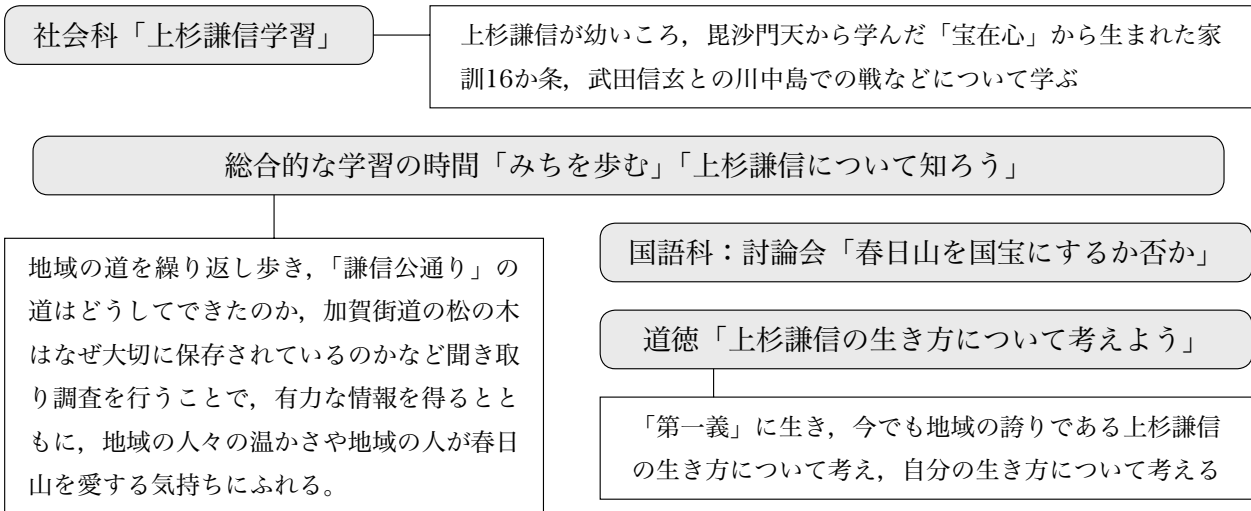 社会科「上杉謙信学習」
上杉謙信が幼いころ，毘沙門天から学んだ「宝在心」から生まれた家
訓16か条，武田信玄との川中島での戦などについて学ぶ
総合的な学習の時間「みちを歩む」「上杉謙信について知ろう」
地域の道を繰り返し歩き，「謙信公通り」の
道はどうしてできたのか，加賀街道の松の木
はなぜ大切に保存されているのかなど聞き取
り調査を行うことで，有力な情報を得るとと
もに，地域の人々の温かさや地域の人が春日
山を愛する気持ちにふれる。
国語科：討論会「春日山を国宝にするか否か」
道徳「上杉謙信の生き方について考えよう」
「第一義」に生き，今でも地域の誇りである上杉謙信
の生き方について考え，自分の生き方について考える